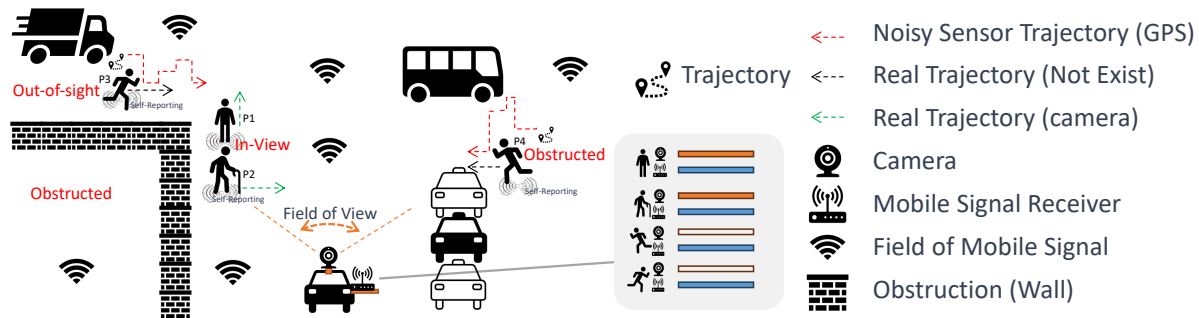 P3
Out-of-sight
Self-Reporting
P1
In-View
P2
Self-Reporting
Obstructed
Field of View
P4
Obstructed
Self-Reporting
Trajectory
Noisy Sensor Trajectory (GPS)
Real Trajectory (Not Exist)
Real Trajectory (camera)
Camera
Mobile Signal Receiver
Field of Mobile Signal
Obstruction (Wall)